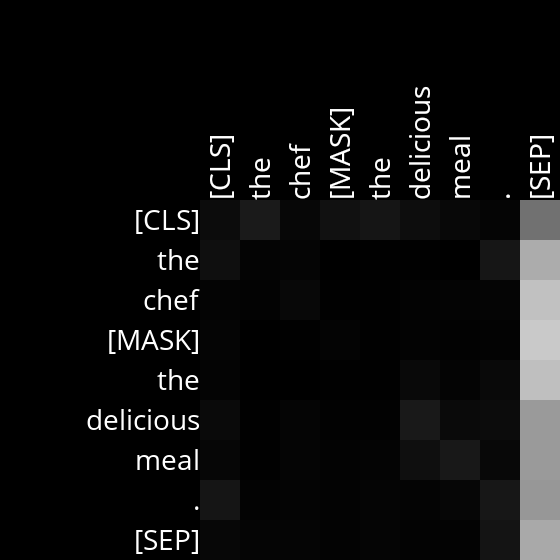 [CLS] the chef [MASK] the delicious meal . [SEP]
[CLS]
the
chef
[MASK]
the
delicious
meal
.
[SEP]